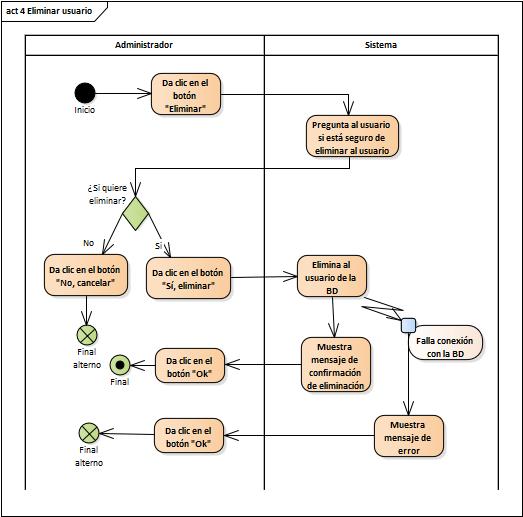 act 4 Eliminar usuario
Administrador
Sistema
Inicio
Da clic en el
botón
"Eliminar"
Pregunta al usuario
si está seguro de
eliminar al usuario
¿Si quiere
eliminar?
No
Si
Da clic en el botón
"No, cancelar"
Da clic en el botón
"Sí, eliminar"
Elimina al
usuario de la
BD
Falla conexión
con la BD
Final
alterno
Final
Da clic en el
botón "Ok"
Muestra
mensaje de
confirmación
de eliminación
Final
alterno
Da clic en el
botón "Ok"
Muestra
mensaje de
error